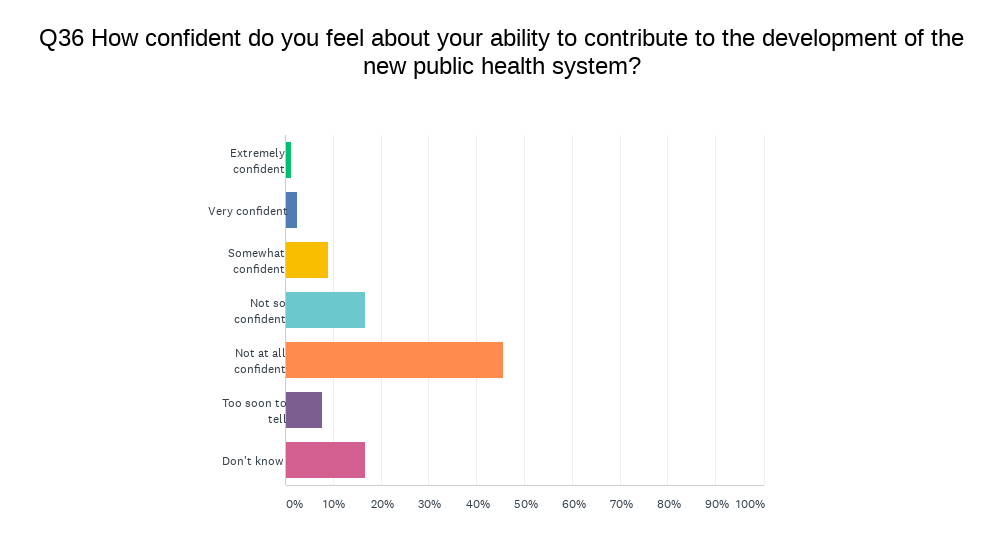 Q36 How confident do you feel about your ability to contribute to the development of the
new public health system?
Extremely
confident
Very confident
Somewhat
confident
Not so
confident
Not at all
confident
Too soon to
tell
Don't know
0% 10% 20% 30% 40% 50% 60% 70% 80% 90% 100%